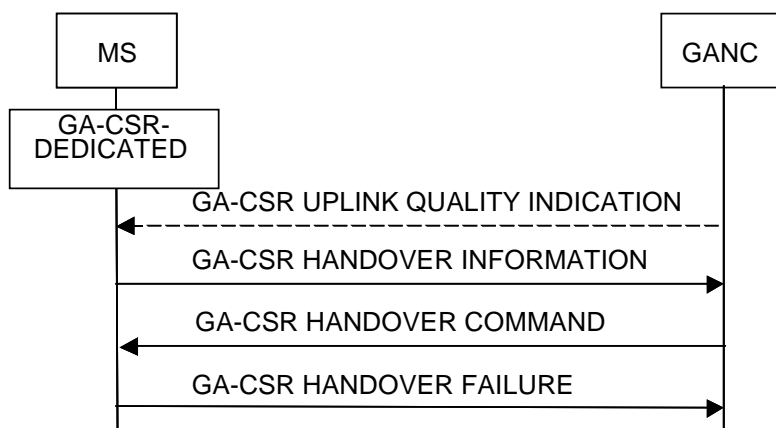 MS
GANC
GA-CSR-
DEDICATED
GA-CSR UPLINK QUALITY INDICATION
GA-CSR HANDOVER INFORMATION
GA-CSR HANDOVER COMMAND
GA-CSR HANDOVER FAILURE